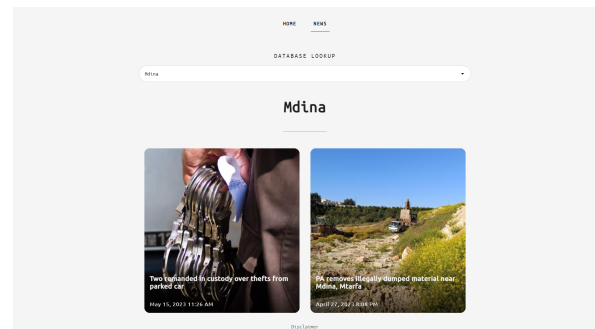 HOME NEWS
DATABASE LOOKUP
Mdina
Mdina
Two remanded in custody over thefts from
parked car
May 15, 2023 11:26 AM
PA removes illegally dumped material near
Mdina, Mtarfa
April 27, 2023 8:08 PM
Disclaimer